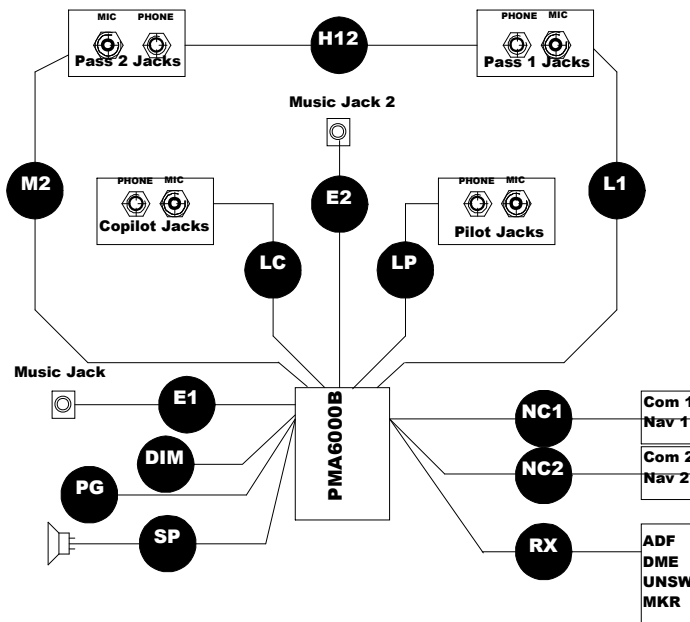 MIC PHONE
Pass 2 Jacks
H12
PHONE MIC
Pass 1 Jacks
Music Jack 2
M2
PHONE MIC
Copilot Jacks
E2
PHONE MIC
Pilot Jacks
L1
LC
LP
Music Jack
E1
PMA6000B
NC1
Com 1
Nav 1
DIM
NC2
Com 2
Nav 2
PG
SP
RX
ADF
DME
UNSW
MKR